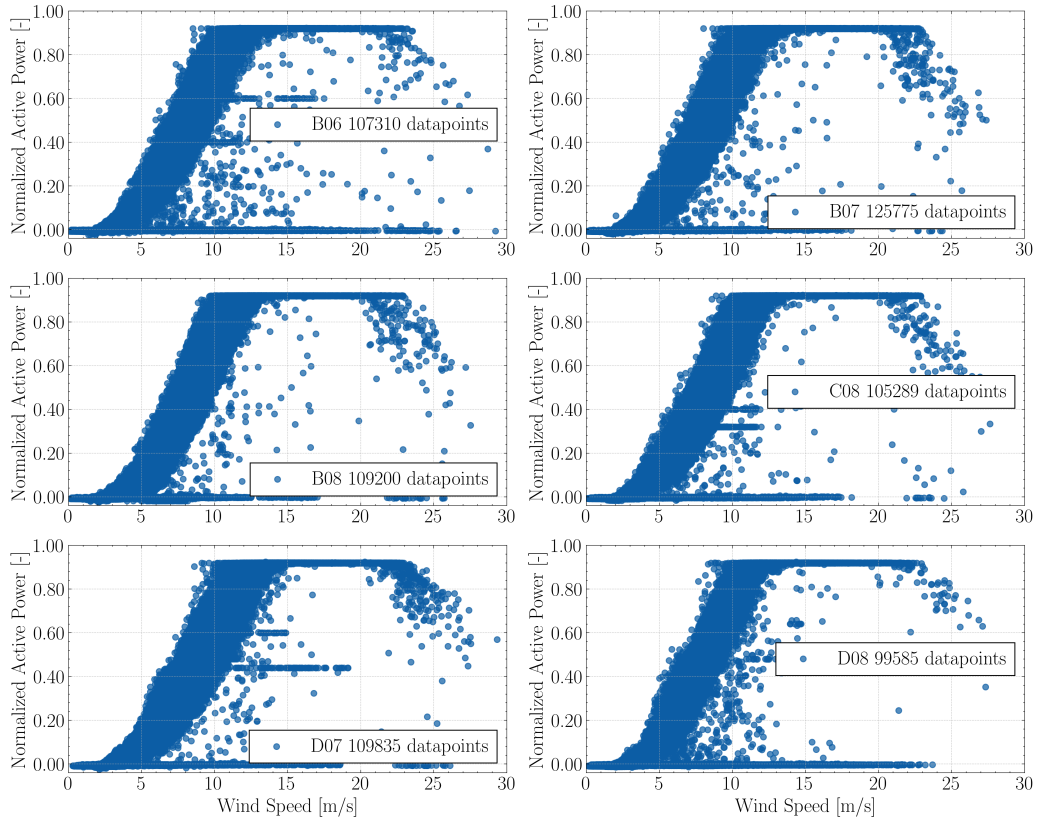 1.00
0.80
0.60
0.40
0.20
0.00
Normalized Active Power [-]
B06 107310 datapoints
0 5 10 15 20 25 30
1.00
0.80
0.60
0.40
0.20
0.00
Normalized Active Power [-]
B07 125775 datapoints
0 5 10 15 20 25 30
1.00
0.80
0.60
0.40
0.20
0.00
Normalized Active Power [-]
B08 109200 datapoints
0 5 10 15 20 25 30
1.00
0.80
0.60
0.40
0.20
0.00
Normalized Active Power [-]
C08 105289 datapoints
0 5 10 15 20 25 30
1.00
0.80
0.60
0.40
0.20
0.00
Normalized Active Power [-]
D07 109835 datapoints
0 5 10 15 20 25 30
Wind Speed [m/s]
1.00
0.80
0.60
0.40
0.20
0.00
Normalized Active Power [-]
D08 99585 datapoints
0 5 10 15 20 25 30
Wind Speed [m/s]